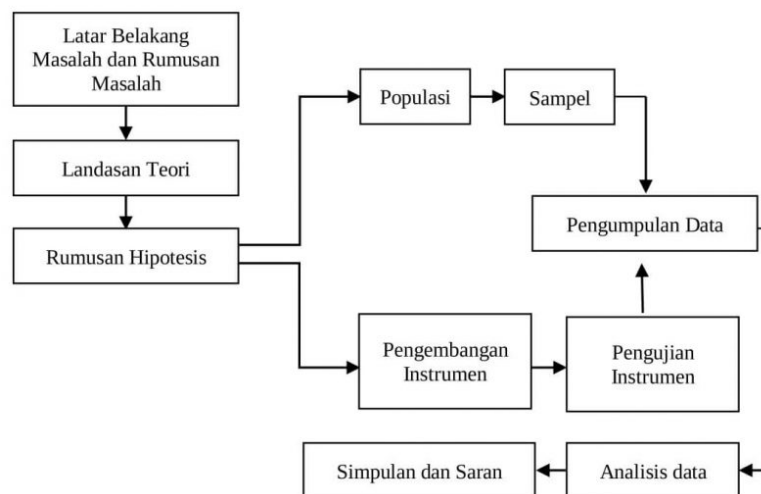 Latar Belakang
Masalah dan Rumusan
Masalah
Landasan Teori
Rumusan Hipotesis
Populasi
Sampel
Pengumpulan Data
Pengembangan
Instrumen
Pengujian
Instrumen
Analisis data
Simpulan dan Saran